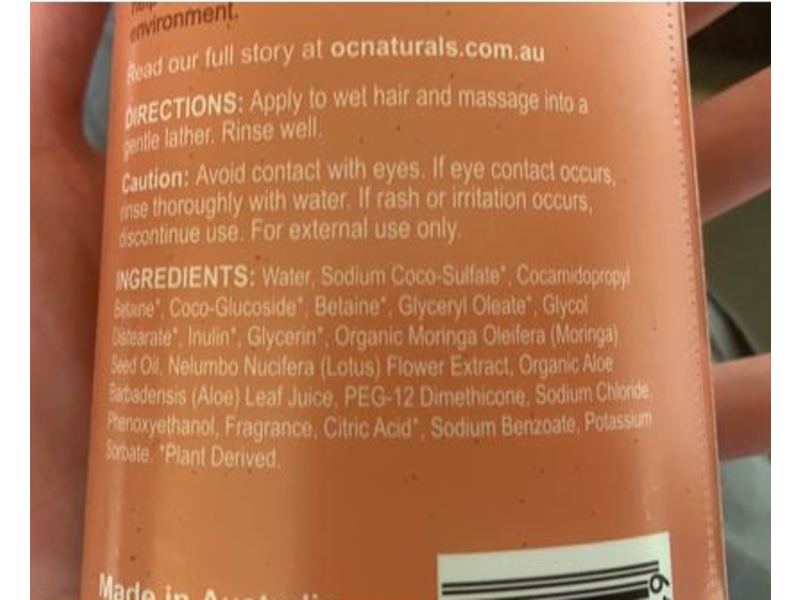 environment.
Read our full story at ocnaturals.com.au
DIRECTIONS: Apply to wet hair and massage into a
gentle lather. Rinse well.
Caution: Avoid contact with eyes. If eye contact occurs,
rinse thoroughly with water. If rash or irritation occurs,
discontinue use. For external use only.
INGREDIENTS: Water, Sodium Coco-Sulfate*, Cocamidopropyl
Betaine*, Coco-Glucoside*, Betaine*, Glyceryl Oleate*, Glycol
Distearate*, Inulin*, Glycerin*, Organic Moringa Oleifera (Moringa)
Seed Oil, Nelumbo Nucifera (Lotus) Flower Extract, Organic Aloe
Barbadensis (Aloe) Leaf Juice, PEG-12 Dimethicone, Sodium Chloride,
Phenoxyethanol, Fragrance, Citric Acid*, Sodium Benzoate, Potassium
Sorbate. *Plant Derived.
Made in